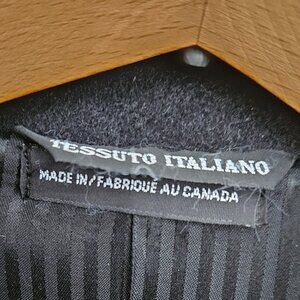 TESSUTO ITALIANO
MADE IN/FABRIQUE AU CANADA